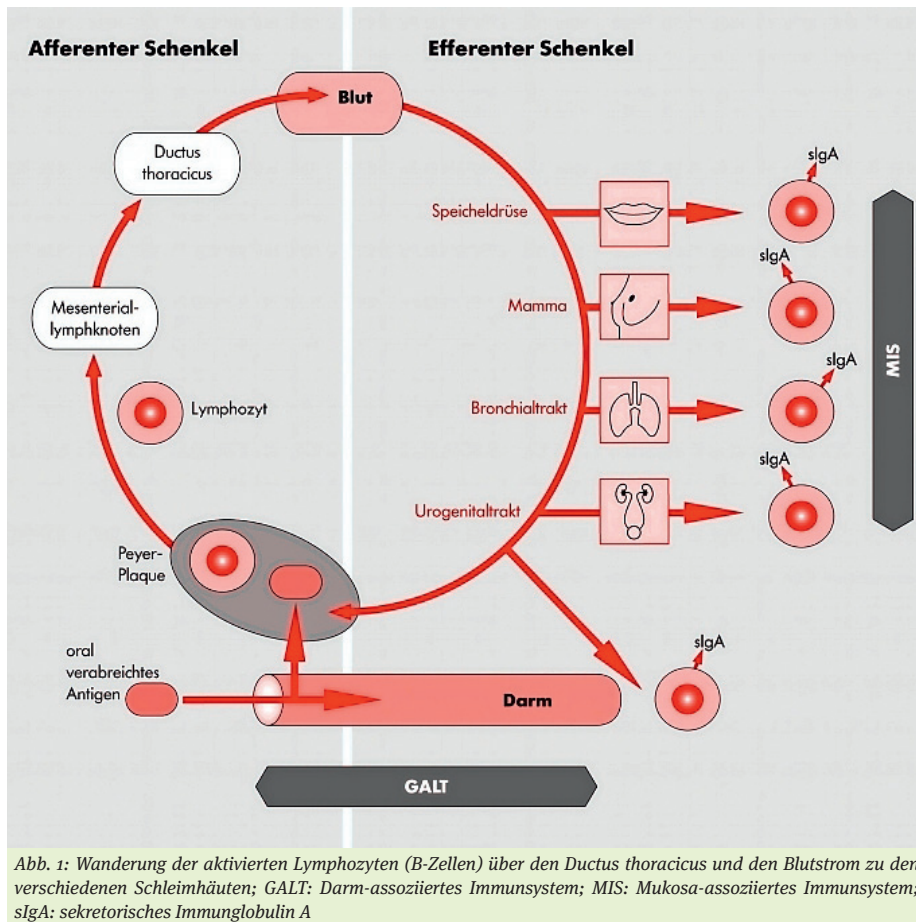 Afferenter Schenkel
Efferenter Schenkel
Blut
Ductus
thoracicus
sIgA
Speicheldrüse
sIgA
Mesenterial-
lymphknoten
Mamma
MIS
sIgA
Lymphozyt
Bronchialtrakt
sIgA
Urogenitaltrakt
Peyer-
Plaque
oral
verabreichtes
Antigen
sIgA
Darm
GALT
Abb. 1: Wanderung der aktivierten Lymphozyten (B-Zellen) über den Ductus thoracicus und den Blutstrom zu den
verschiedenen Schleimhäuten; GALT: Darm-assoziiertes Immunsystem; MIS: Mukosa-assoziiertes Immunsystem;
sIgA: sekretorisches Immunglobulin A